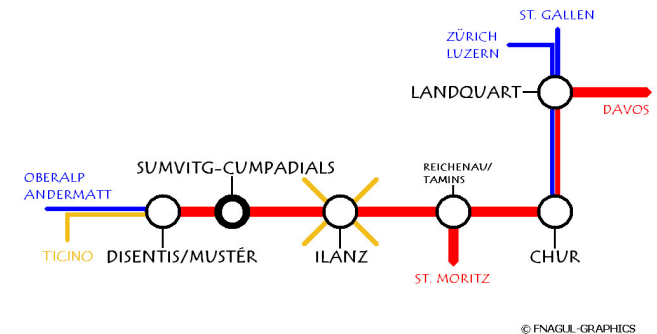 ST. GALLEN
ZÜRICH
LUZERN
LANDQUART
DAVOS
SUMVITG-CUMPADIALS
REICHENAU/
TAMINS
OBERALP
ANDERMATT
TICINO
DISENTIS/MUSTÉR
ILANZ
CHUR
ST. MORITZ
© FNAGUL-GRAPHICS